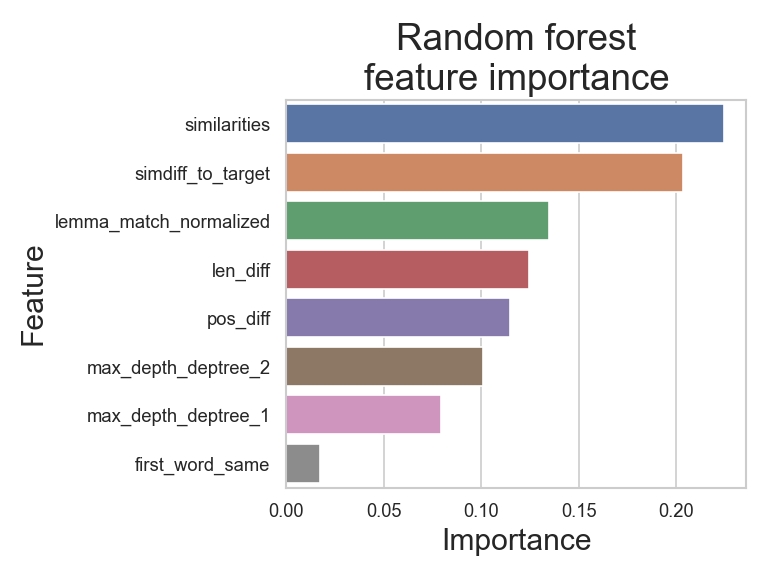 Random forest
feature importance
similarities
simdiff_to_target
lemma_match_normalized
len_diff
pos_diff
max_depth_deptree_2
max_depth_deptree_1
first_word_same
Feature
0.00 0.05 0.10 0.15 0.20
Importance